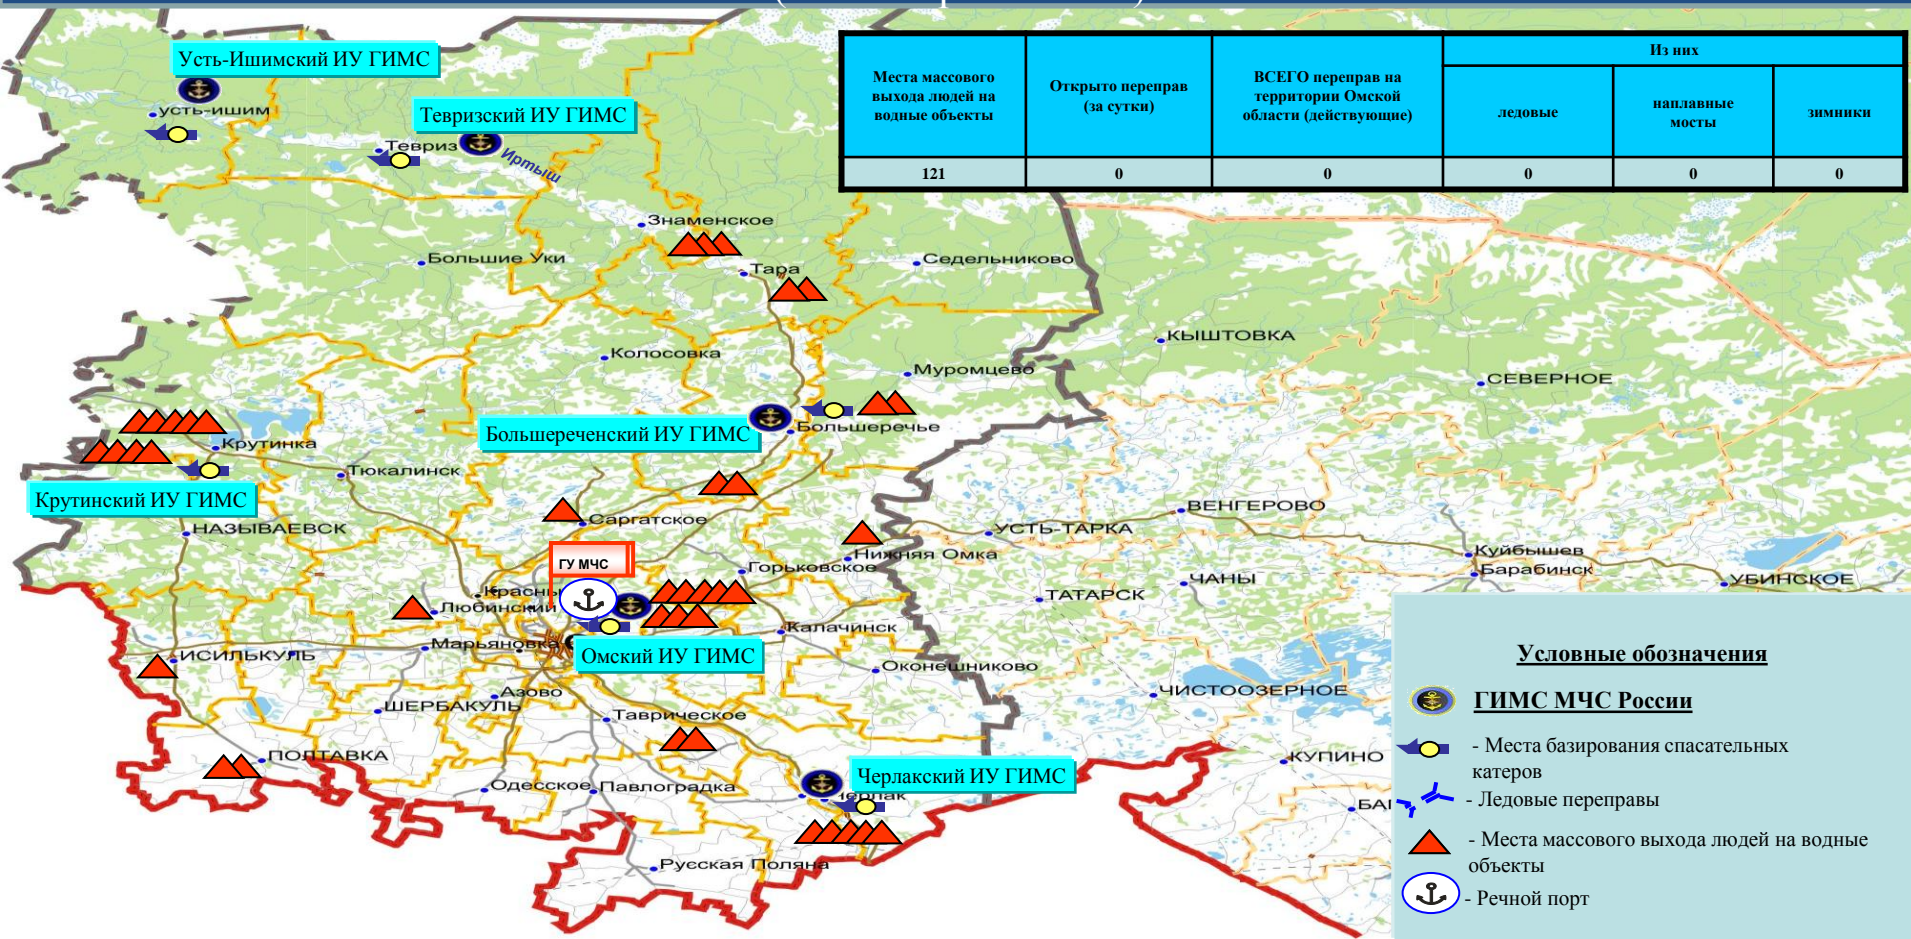 Усть-Ишимский ИУ ГИМС
усть-ишим
Тевризский ИУ ГИМС
Тевриз
Иртыш
Места массового
выхода людей на
водные объекты
Открыто переправ
(за сутки)
ВСЕГО переправ на
территории Омской
области (действующие)
Из них
ледовые
наплавные
мосты
зимники
121
0
0
0
0
0
Знаменское
Большие Уки
Тара
Седельниково
КЫШТОВКА
Колосовка
Муромцево
СЕВЕРНОЕ
Большереченский ИУ ГИМС
Большеречье
Крутинка
Тюкалинск
Крутинский ИУ ГИМС
НАЗЫВАЕВСК
Саргатское
ВЕНГЕРОВО
УСТЬ-ТАРКА
Нижняя Омка
Куйбышев
Барабинск
ГУ МЧС
Горьковское
ЧАНЫ
УБИНСКОЕ
Красны
Любинский
ТАТАРСК
Калачинск
Марьяновка
ИСИЛЬКУЛЬ
Омский ИУ ГИМС
Оконешниково
Азово
ЧИСТООЗЕРНОЕ
ШЕРБАКУЛЬ
Таврическое
ПОЛТАВКА
КУПИНО
Черлакский ИУ ГИМС
Одесское
Павлоградка
Черлак
БАГ
Русская Поляна
Условные обозначения
ГИМС МЧС России
- Места базирования спасательных
катеров
- Ледовые переправы
- Места массового выхода людей на водные
объекты
- Речной порт